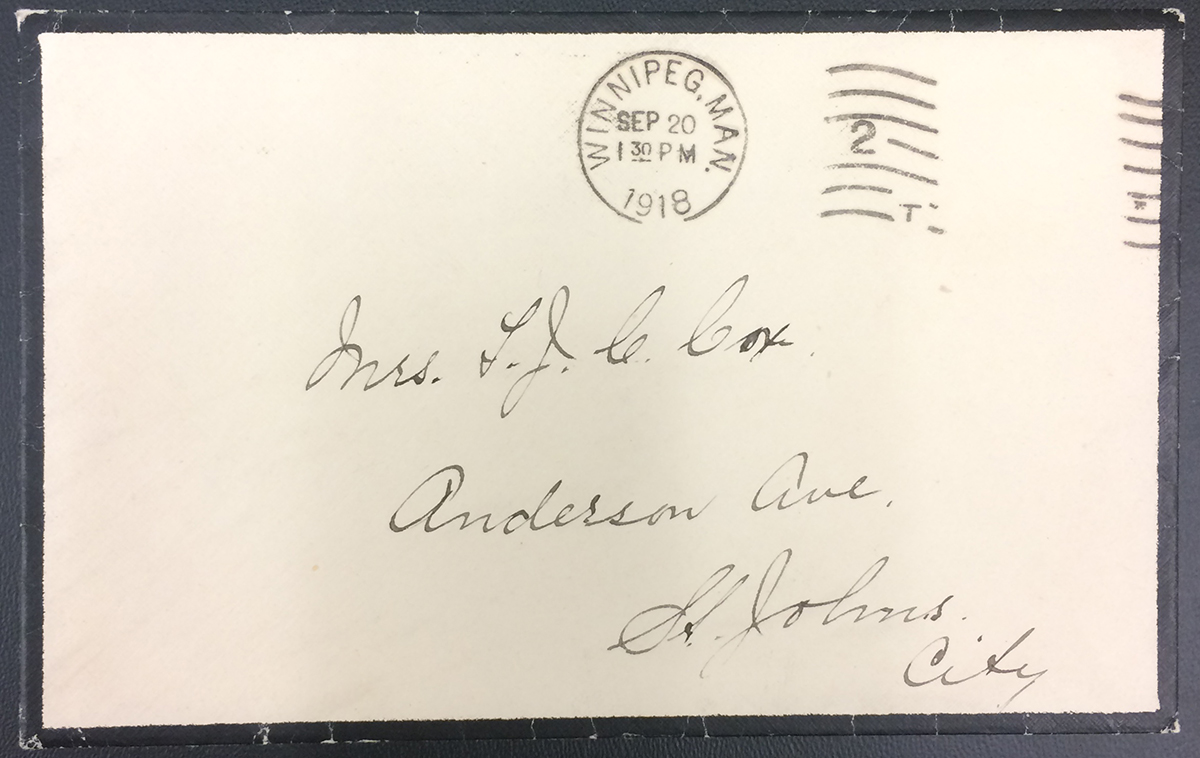 WINNIPEG, MAN.
SEP 20
1 30 PM
1918
2
T
Mrs. S. J. C. Cox.
Anderson Ave.
St. Johns.
City